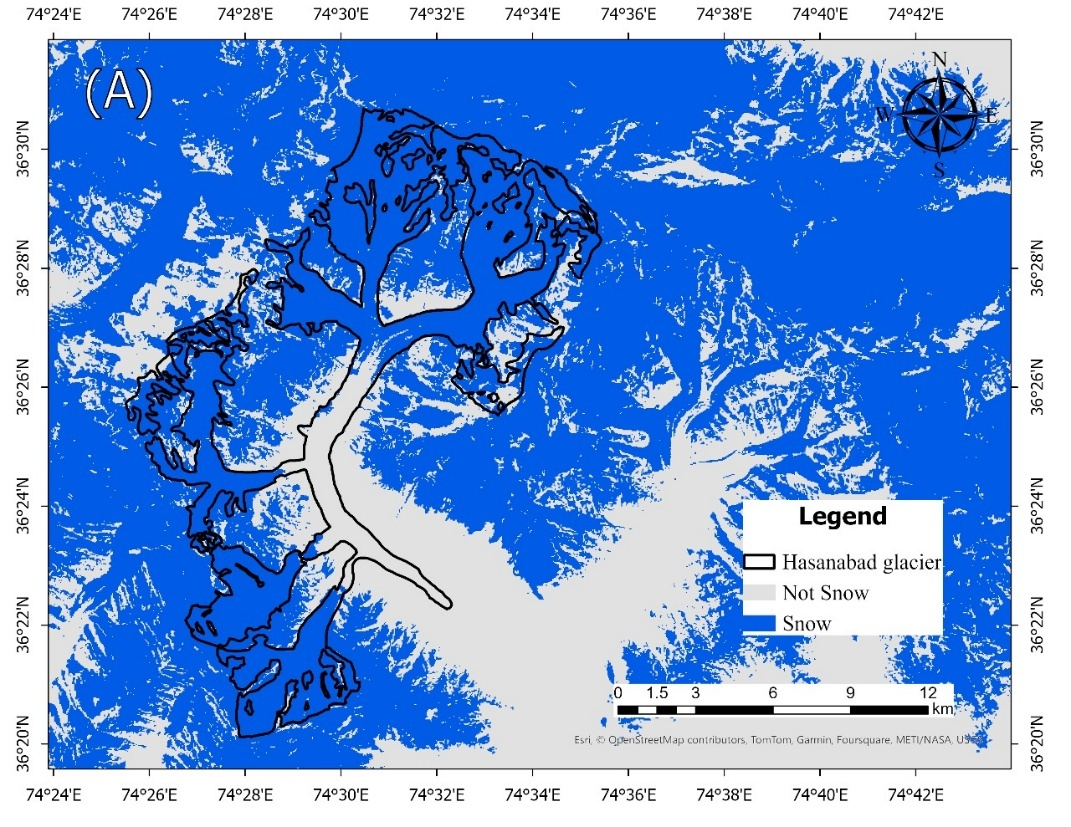 74°24'E 74°26'E 74°28'E 74°30'E 74°32'E 74°34'E 74°36'E 74°38'E 74°40'E 74°42'E
(A)
N
W E
S
36°30'N 36°30'N
36°28'N 36°28'N
36°26'N 36°26'N
36°24'N 36°24'N
36°22'N 36°22'N
36°20'N 36°20'N
Legend
Hasanabad glacier
Not Snow
Snow
0 1.5 3 6 9 12
km
Esri, © OpenStreetMap contributors, TomTom, Garmin, Foursquare, METI/NASA, USGS
74°24'E 74°26'E 74°28'E 74°30'E 74°32'E 74°34'E 74°36'E 74°38'E 74°40'E 74°42'E